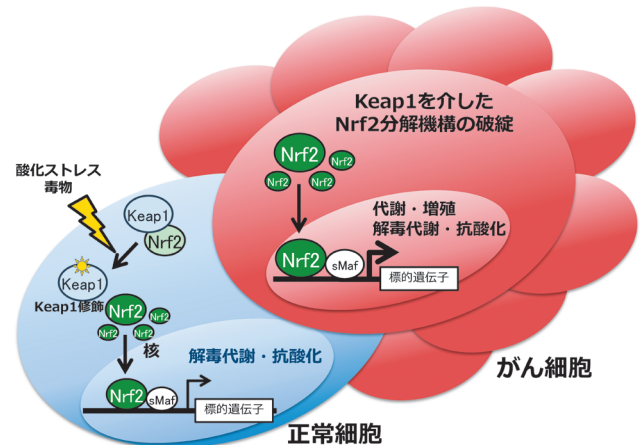 Keap1を介した
Nrf2分解機構の破綻
Nrf2
Nrf2
Nrf2
Nrf2
代謝・増殖
解毒代謝・抗酸化
Nrf2
sMaf
標的遺伝子
がん細胞
酸化ストレス
毒物
Keap1
Nrf2
Keap1
Keap1修飾
Nrf2
Nrf2
Nrf2
Nrf2
核
解毒代謝・抗酸化
Nrf2
sMaf
標的遺伝子
正常細胞